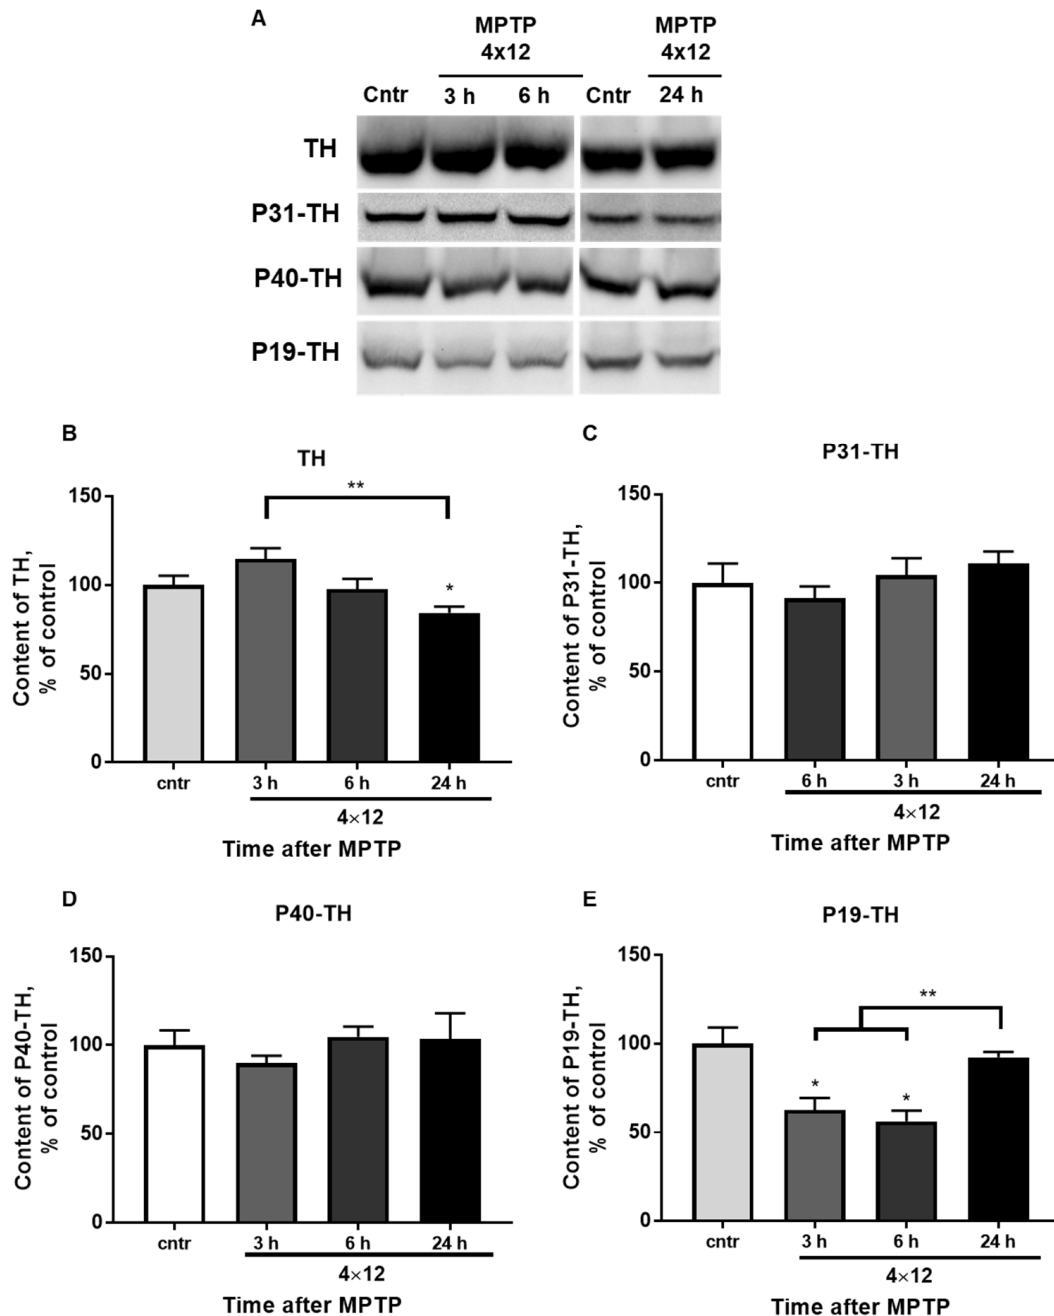 A
MPTP
4x12
MPTP
4x12
Cntr
3 h
6 h
Cntr
24 h
TH
P31-TH
P40-TH
P19-TH
B
TH
**
*
150
100
50
0
Content of TH,
% of control
cntr
3 h
6 h
24 h
4×12
Time after MPTP
C
P31-TH
150
100
50
0
Content of P31-TH,
% of control
cntr
6 h
3 h
24 h
4×12
Time after MPTP
D
P40-TH
150
100
50
0
Content of P40-TH,
% of control
cntr
3 h
6 h
24 h
4×12
Time after MPTP
E
P19-TH
**
*
*
150
100
50
0
Content of P19-TH,
% of control
cntr
3 h
6 h
24 h
4×12
Time after MPTP